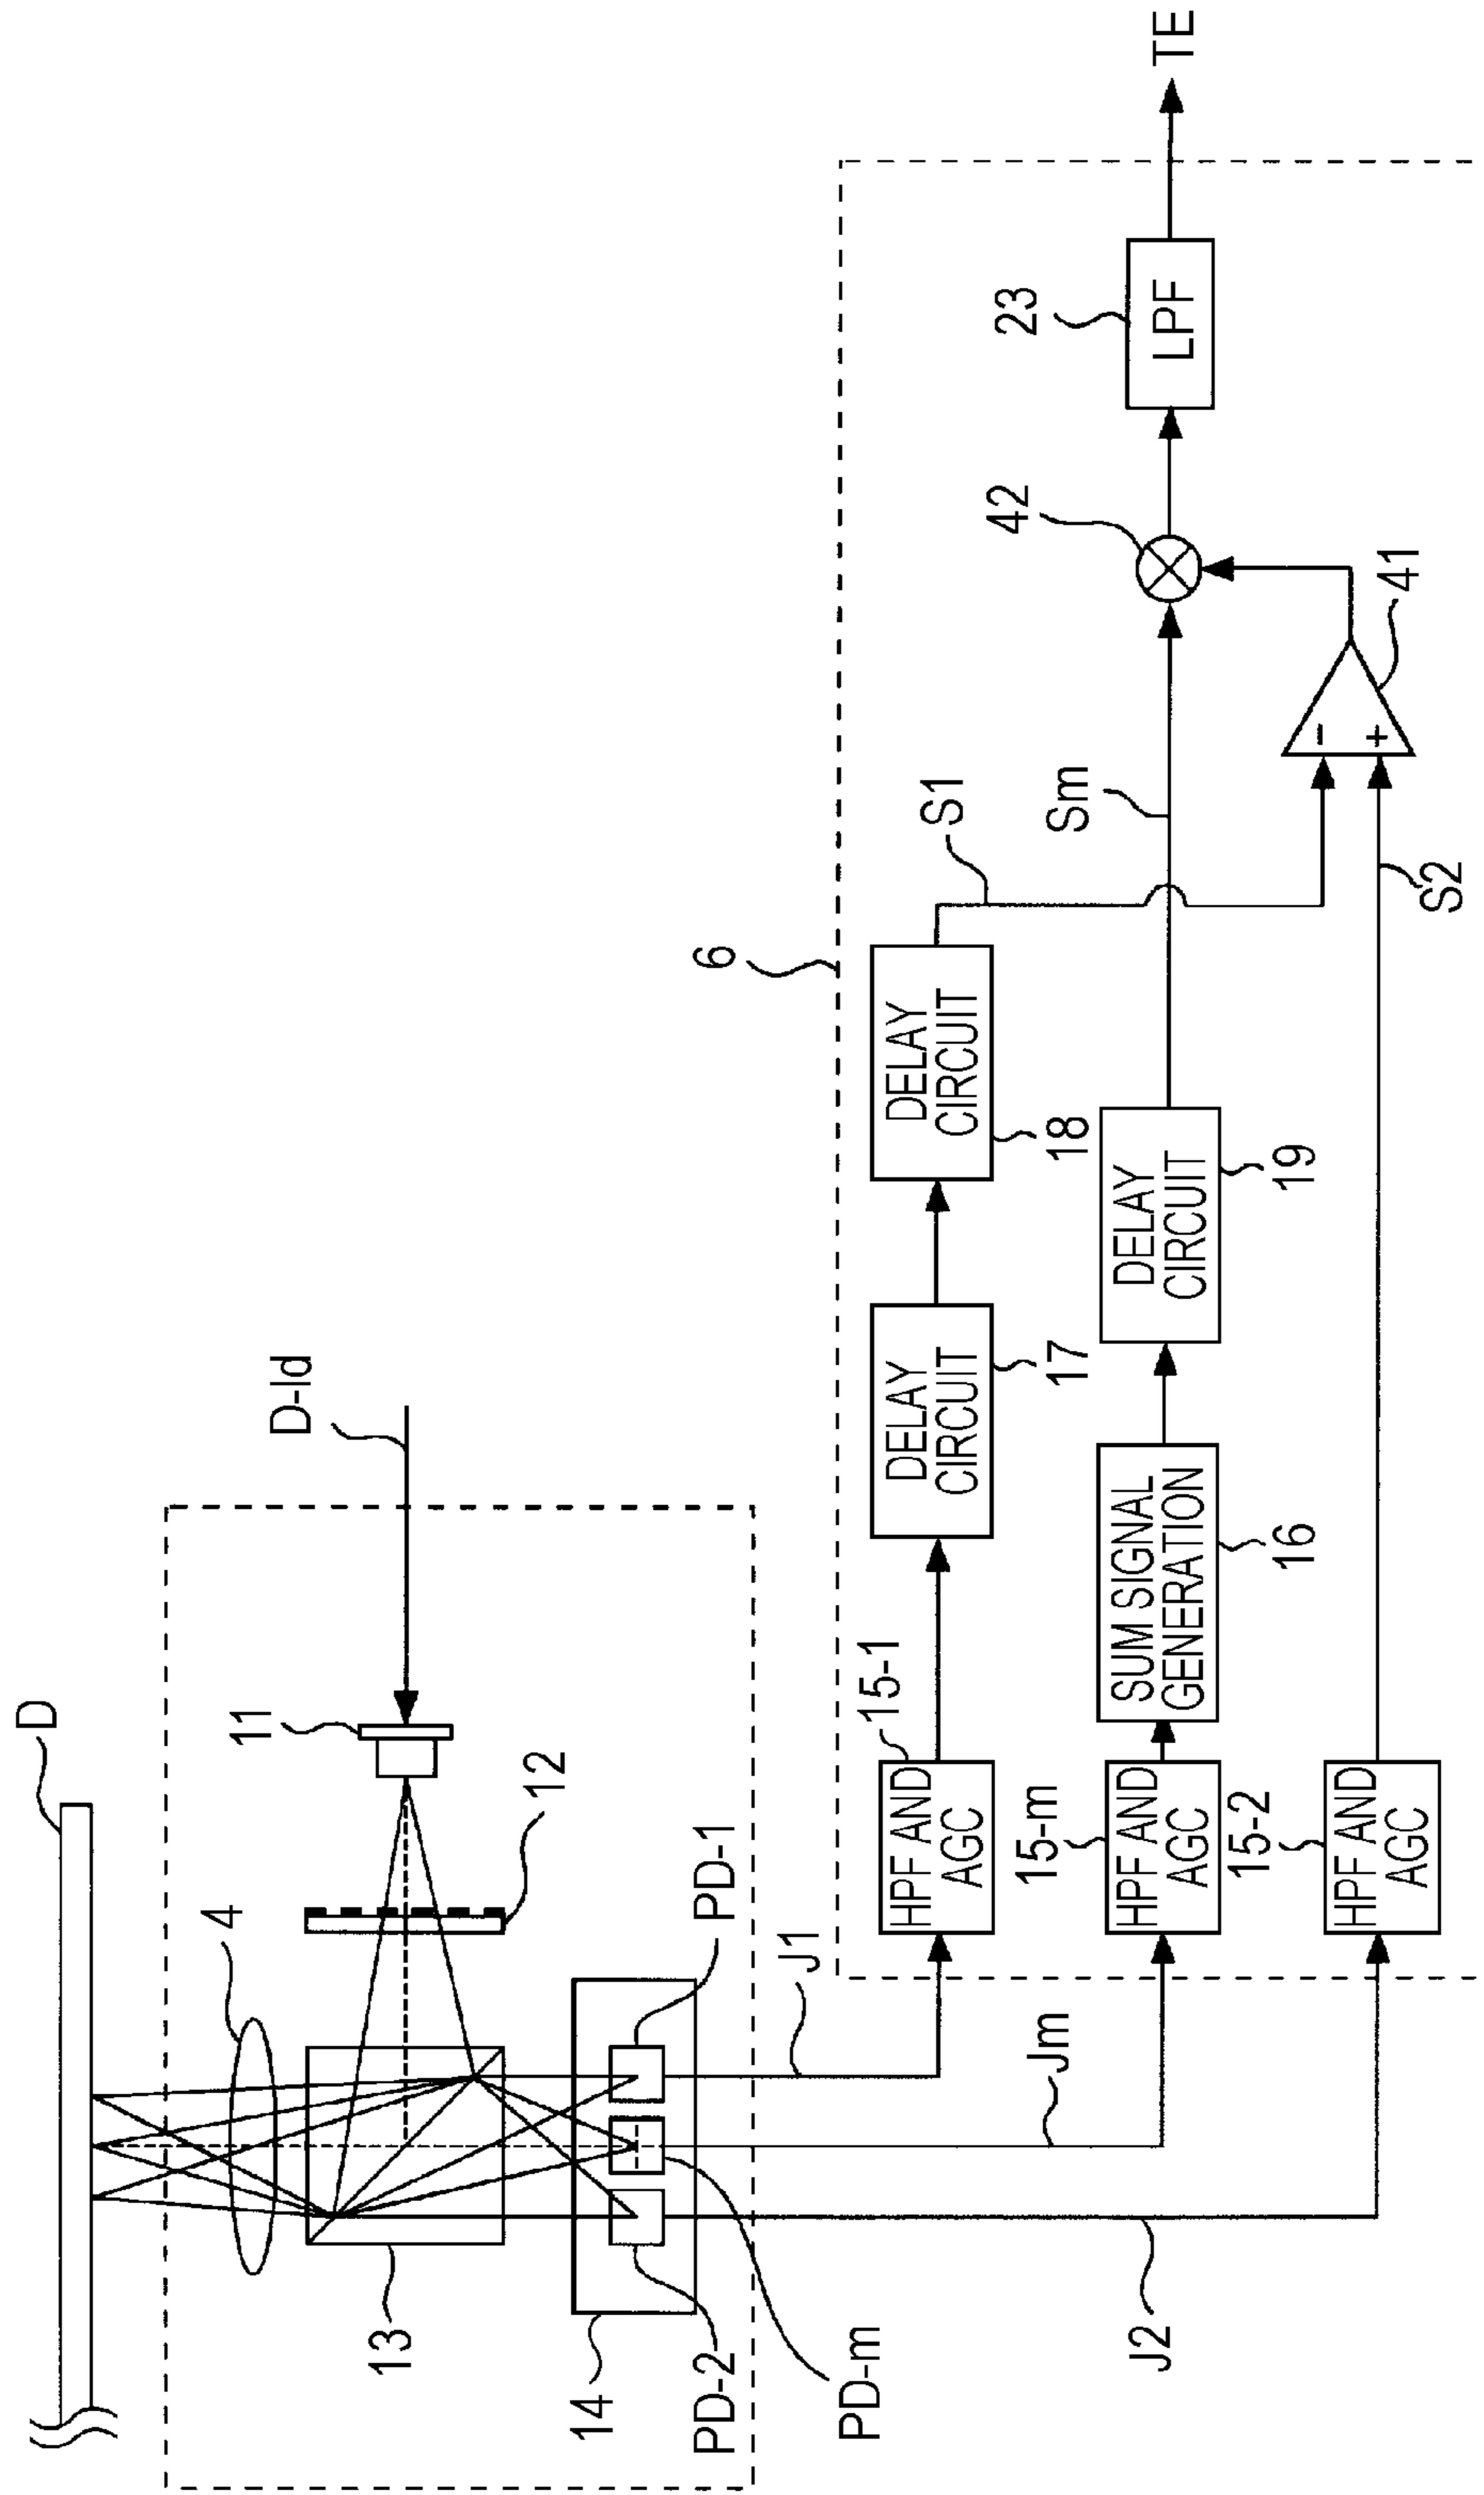 D
4
11
D-ld
12
13
PD-1
14
PD-2
PD-m
J1
Jm
J2
6
15-1
HPF AND
AGC
DELAY
CIRCUIT
17
DELAY
CIRCUIT
18
S1
15-m
HPF AND
AGC
SUM SIGNAL
GENERATION
16
DELAY
CIRCUIT
19
Sm
42
23
LPF
TE
15-2
HPF AND
AGC
S2
-
+
41